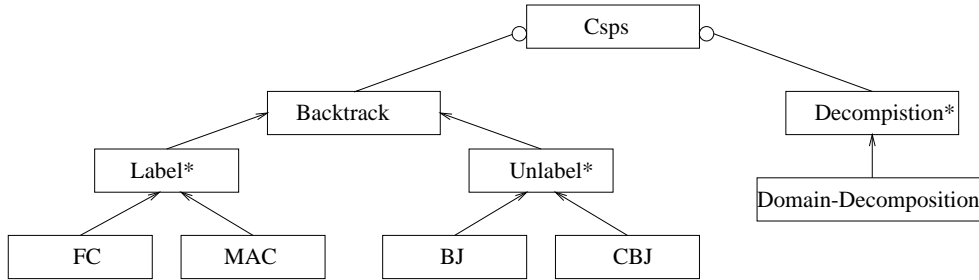 Csps
Backtrack
Decompistion*
Label*
Unlabel*
Domain-Decomposition
FC
MAC
BJ
CBJ